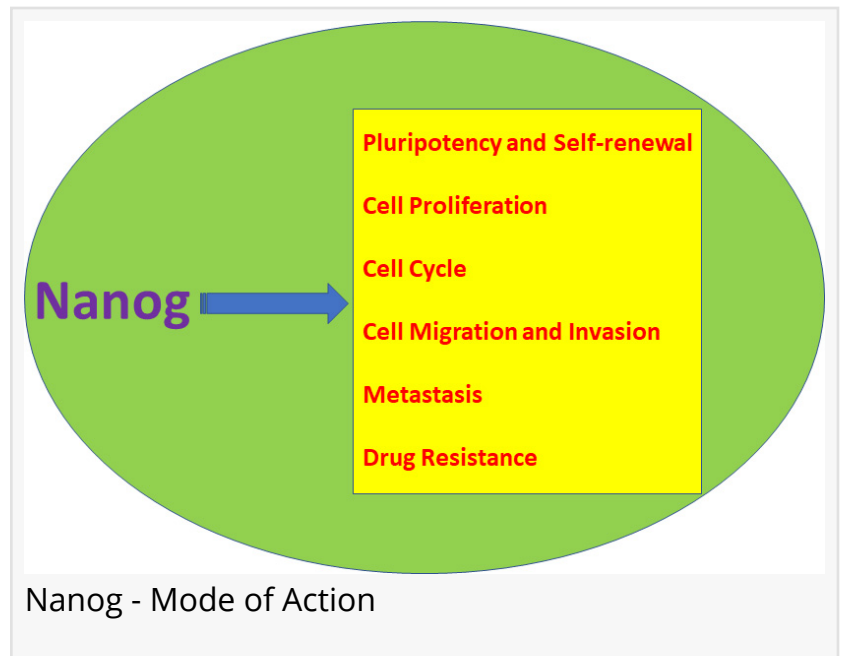 Pluripotency and Self-renewal
Cell Proliferation
Cell Cycle
Nanog
Cell Migration and Invasion
Metastasis
Drug Resistance
Nanog - Mode of Action